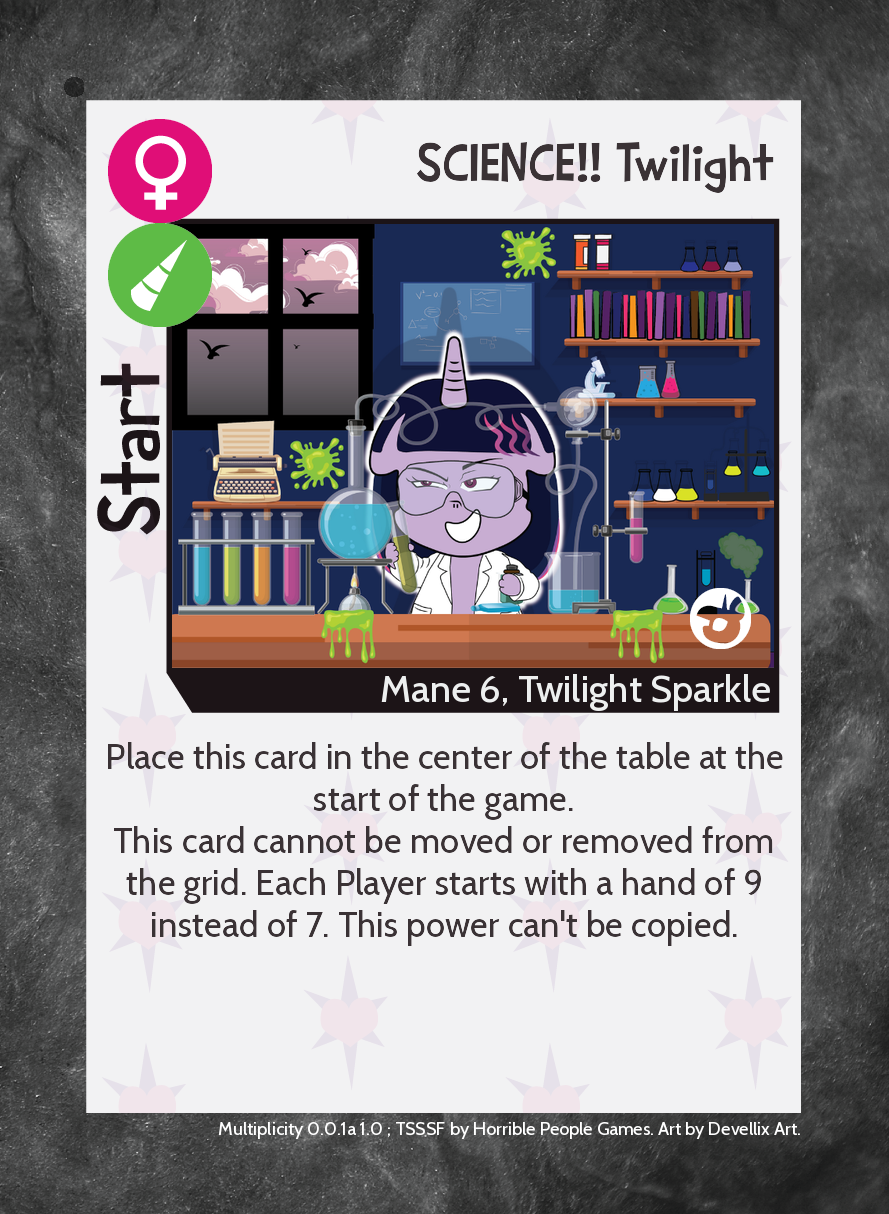 SCIENCE!! Twilight
Start
Mane 6, Twilight Sparkle
Place this card in the center of the table at the
start of the game.
This card cannot be moved or removed from
the grid. Each Player starts with a hand of 9
instead of 7. This power can't be copied.
Multiplicity 0.0.1a 1.0 ; TSSSF by Horrible People Games. Art by Devellix Art.